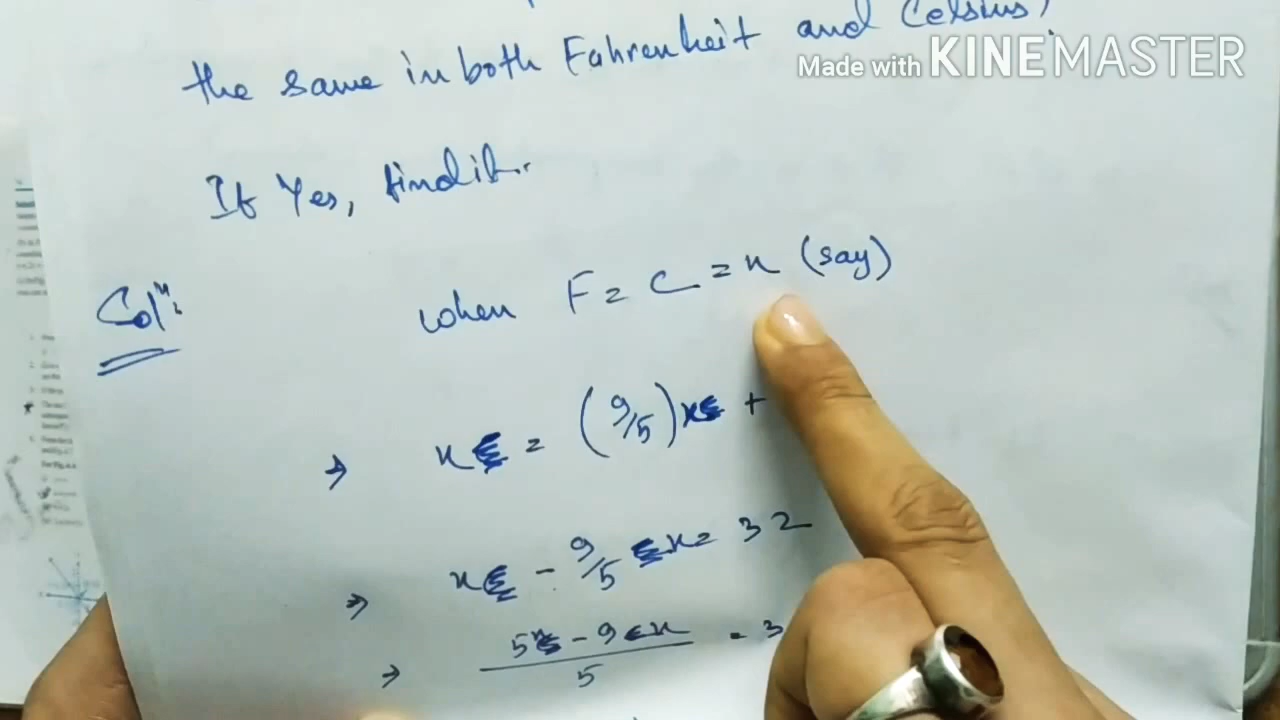 the same in both Fahrenheit and Celsius?
Made with KINEMASTER
If Yes, find it.
Solⁿ:
when F = C = x (say)
⇒ x = (9/5)x +
⇒ x - 9/5 x = 32
⇒ 5x - 9x / 5 = 3